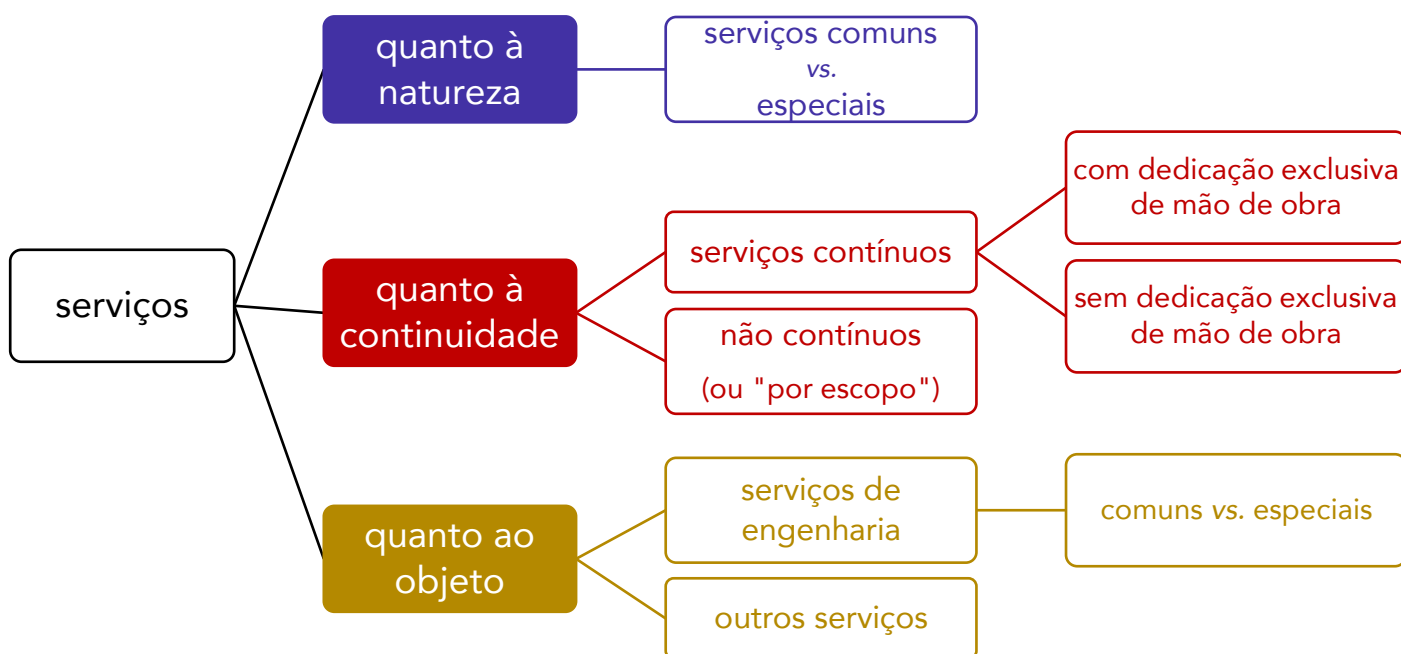 serviços
quanto à
natureza
serviços comuns
vs.
especiais
quanto à
continuidade
serviços contínuos
com dedicação exclusiva
de mão de obra
sem dedicação exclusiva
de mão de obra
não contínuos
(ou "por escopo")
quanto ao
objeto
serviços de
engenharia
comuns vs. especiais
outros serviços